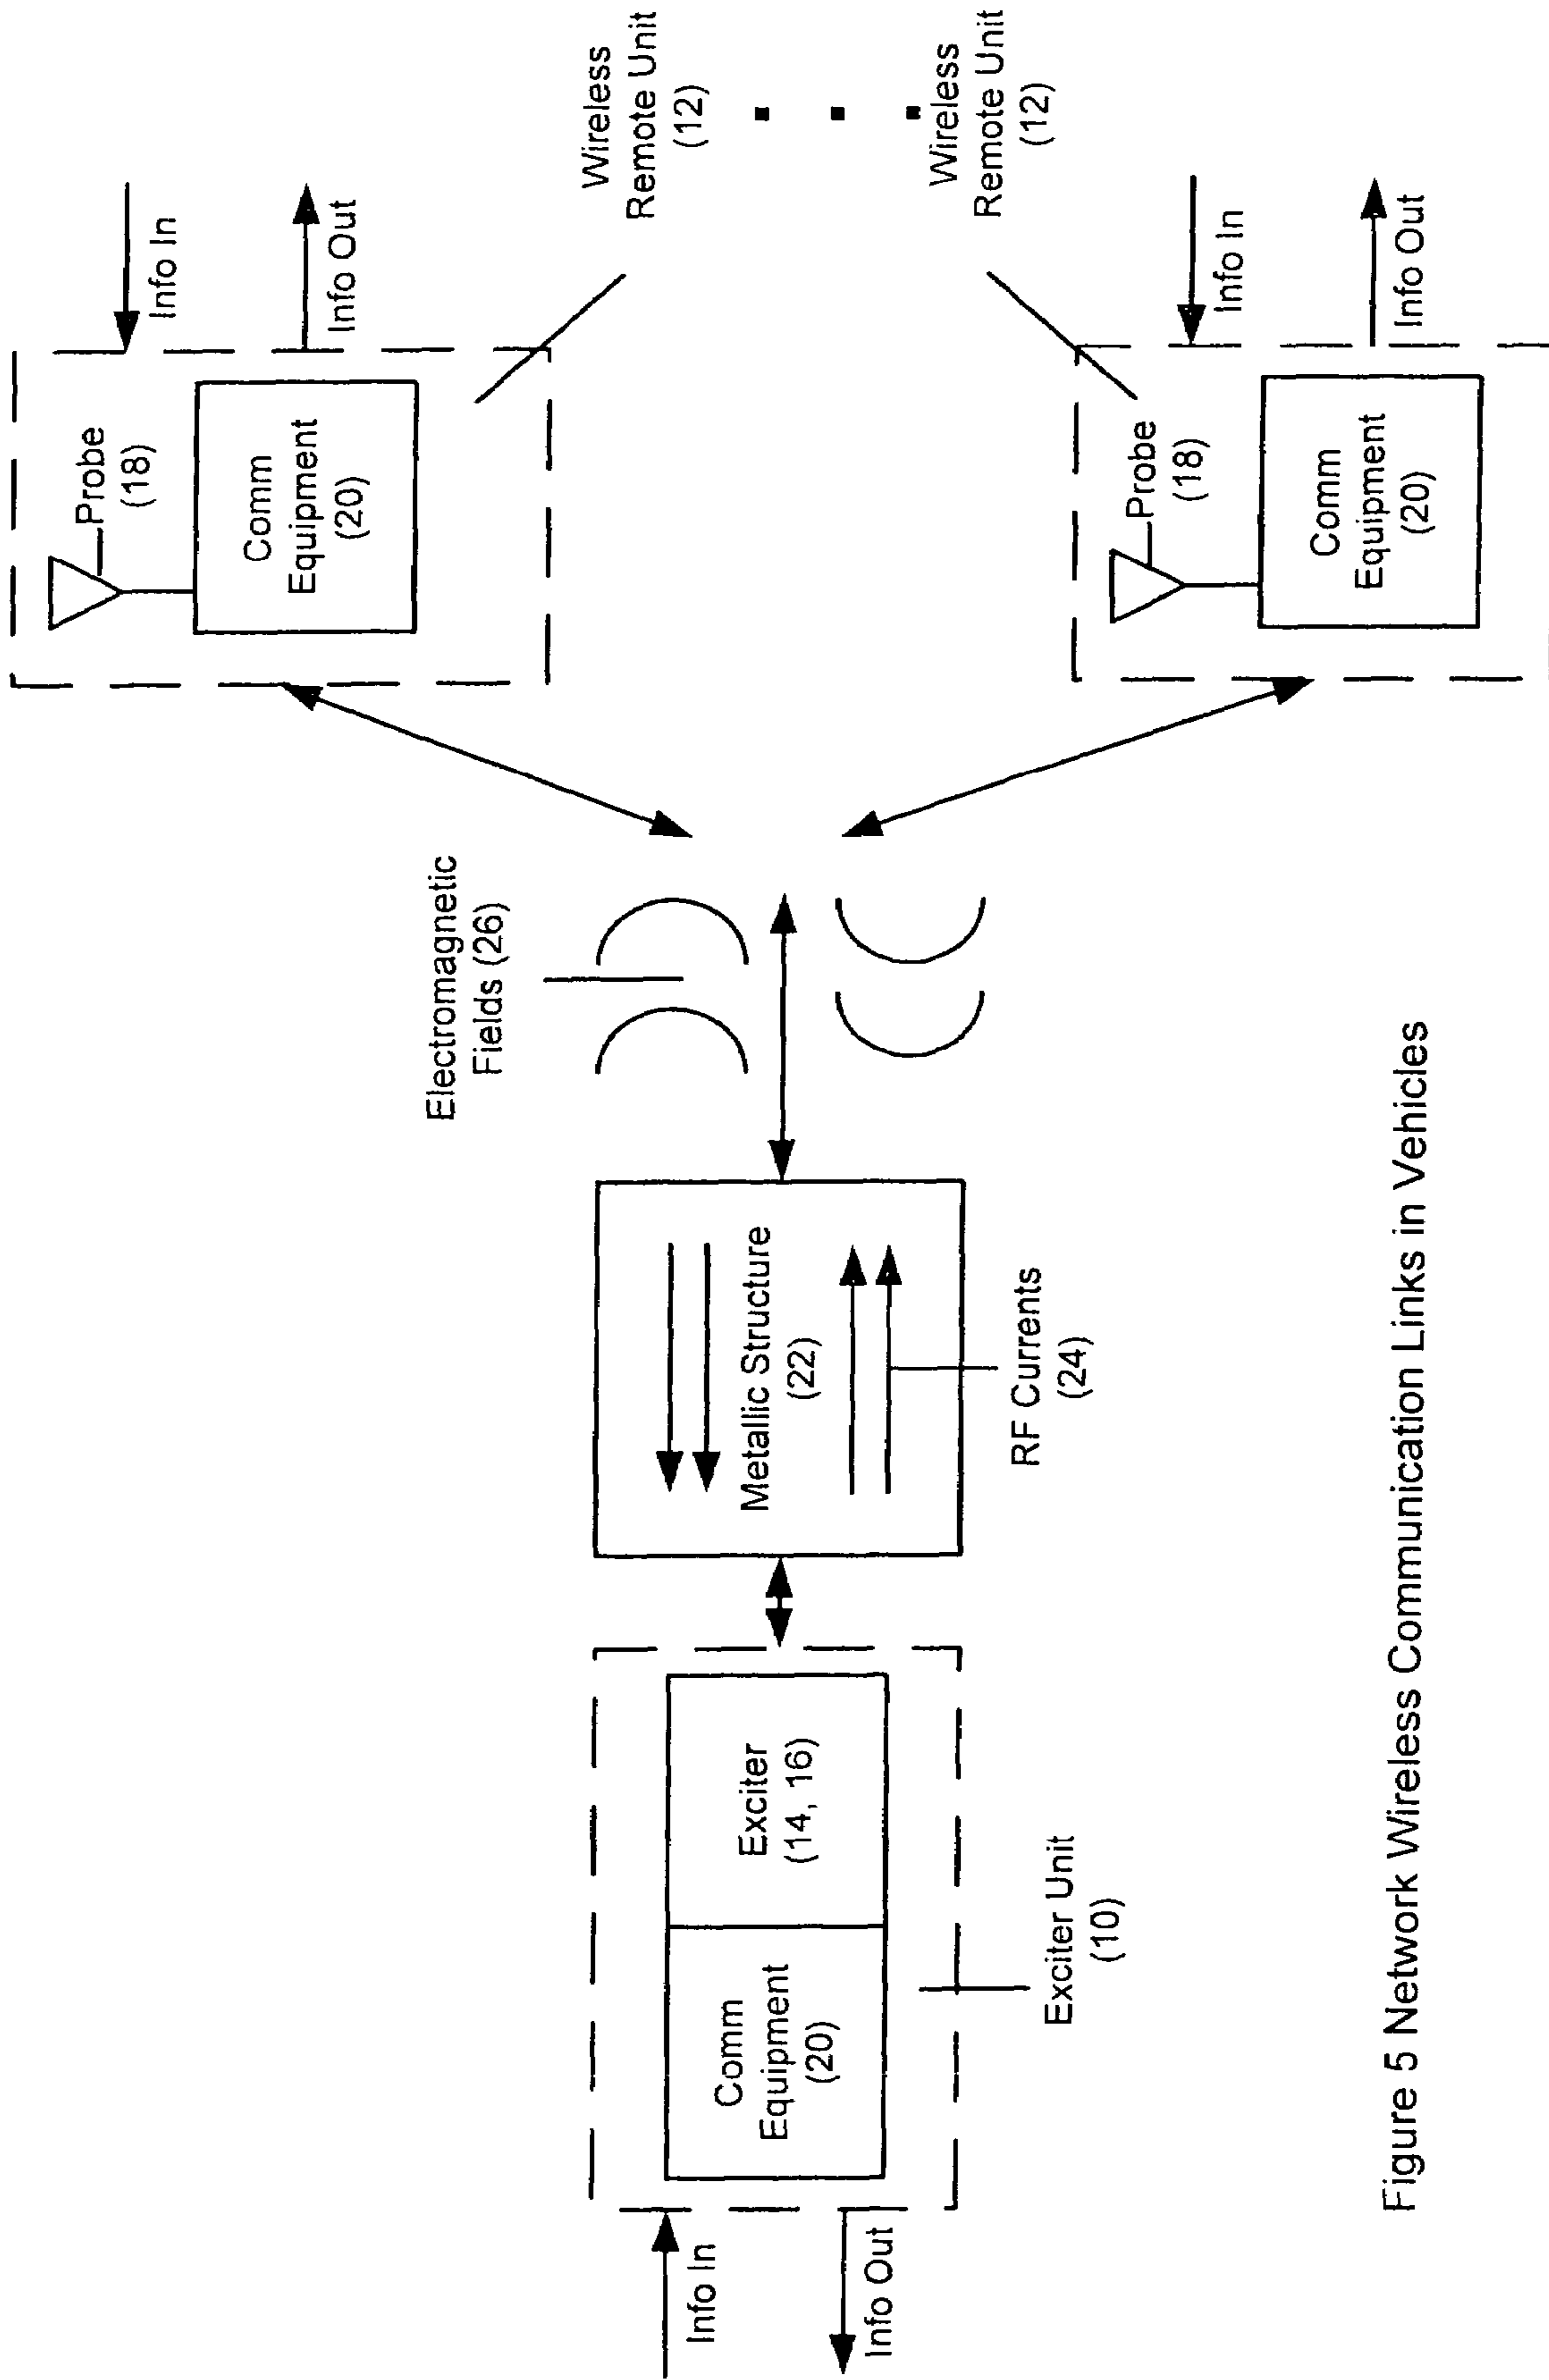 Info In
Info Out
Comm
Equipment
(20)
Exciter
(14, 16)
Exciter Unit
(10)
Metallic Structure
(22)
RF Currents
(24)
Electromagnetic
Fields (26)
Probe
(18)
Comm
Equipment
(20)
Info In
Info Out
Wireless
Remote Unit
(12)
Wireless
Remote Unit
(12)
Probe
(18)
Comm
Equipment
(20)
Info In
Info Out
Figure 5 Network Wireless Communication Links in Vehicles